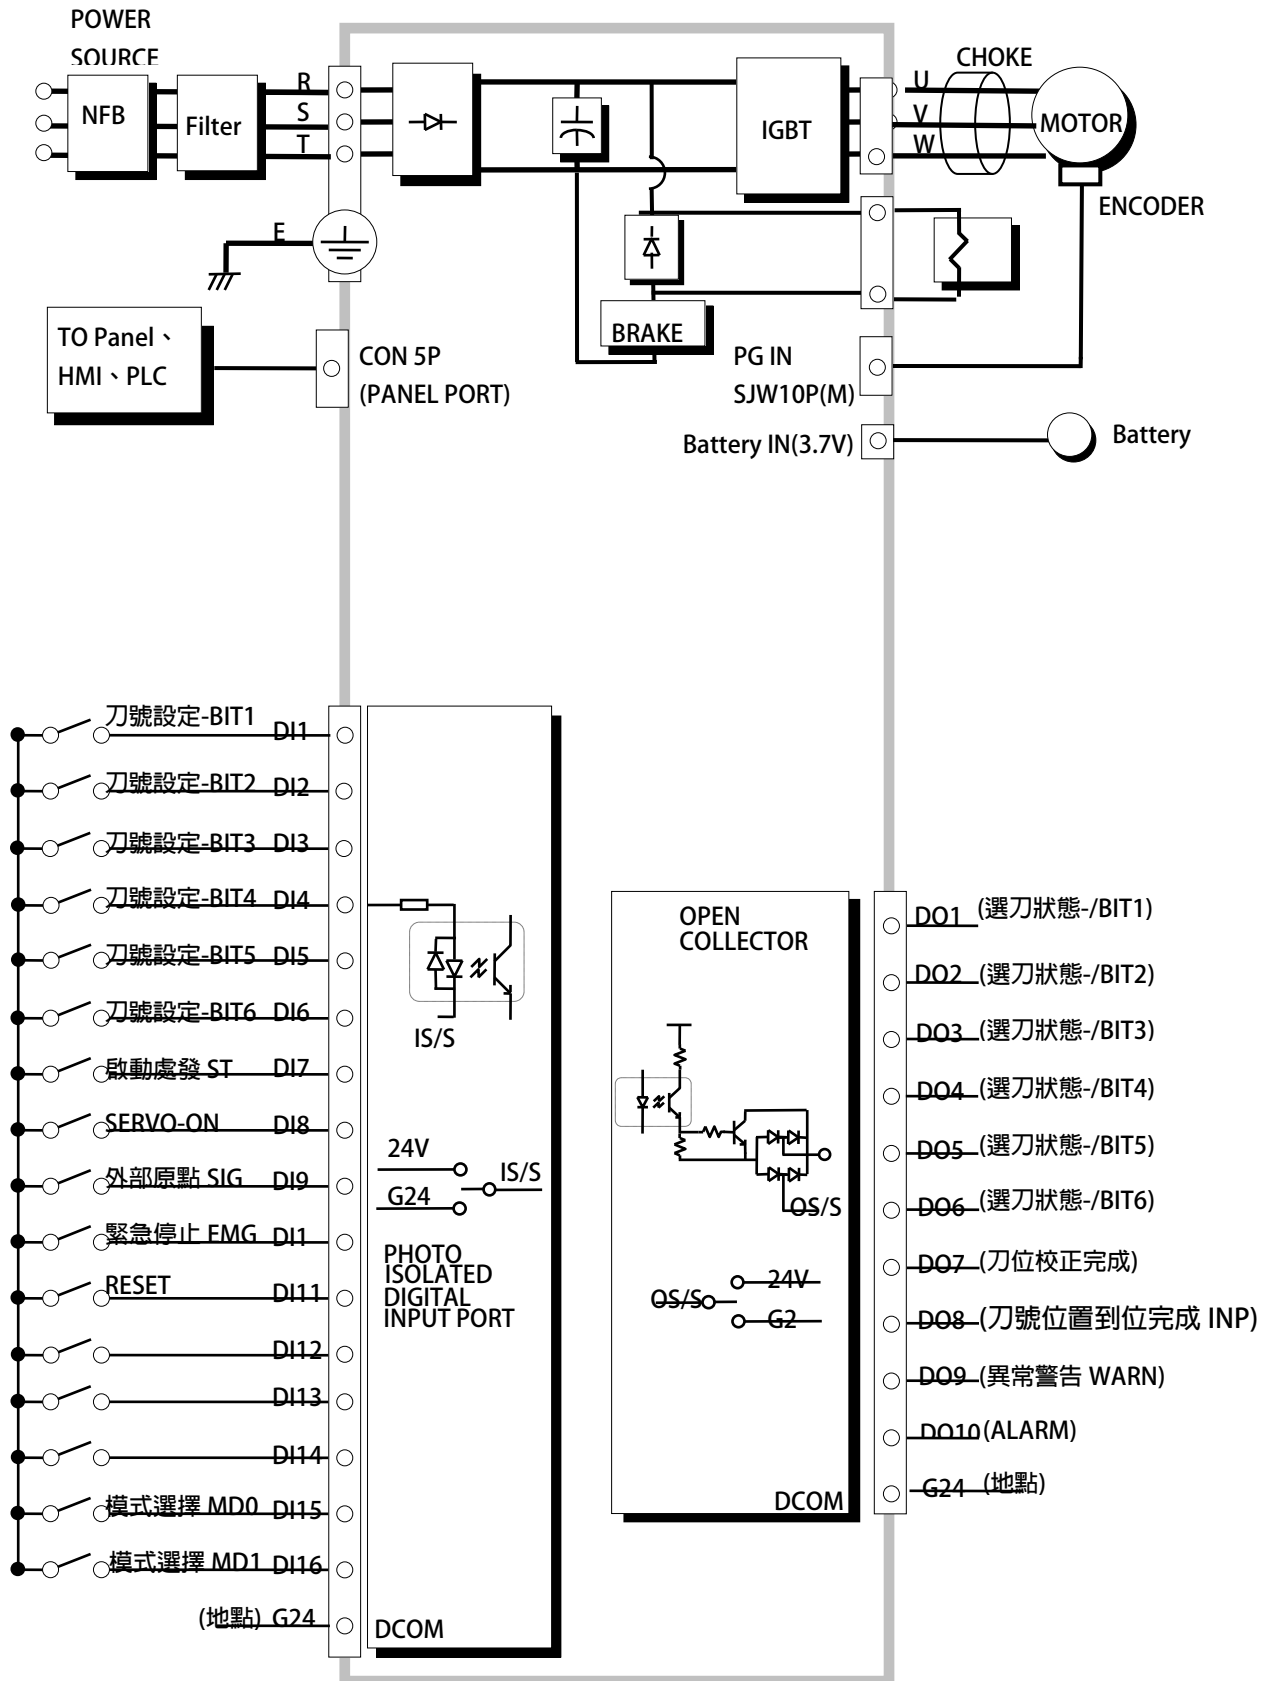 POWER
SOURCE
NFB
Filter
R
S
T
E
IGBT
U
V
W
CHOKE
MOTOR
ENCODER
BRAKE
TO Panel、
HMI、PLC
CON 5P
(PANEL PORT)
PG IN
SJW10P(M)
Battery IN(3.7V)
Battery
刀號設定-BIT1 DI1
刀號設定-BIT2 DI2
刀號設定-BIT3 DI3
刀號設定-BIT4 DI4
刀號設定-BIT5 DI5
刀號設定-BIT6 DI6
啟動處發 ST DI7
SERVO-ON DI8
外部原點 SIG DI9
緊急停止 EMG DI1
RESET DI11
DI12
DI13
DI14
模式選擇 MD0 DI15
模式選擇 MD1 DI16
(地點) G24
IS/S
24V
G24
IS/S
PHOTO
ISOLATED
DIGITAL
INPUT PORT
DCOM
OPEN
COLLECTOR
OS/S
24V
OS/S
G2
DCOM
DO1 (選刀狀態-/BIT1)
DO2 (選刀狀態-/BIT2)
DO3 (選刀狀態-/BIT3)
DO4 (選刀狀態-/BIT4)
DO5 (選刀狀態-/BIT5)
DO6 (選刀狀態-/BIT6)
DO7 (刀位校正完成)
DO8 (刀號位置到位完成 INP)
DO9 (異常警告 WARN)
DO10 (ALARM)
G24 (地點)